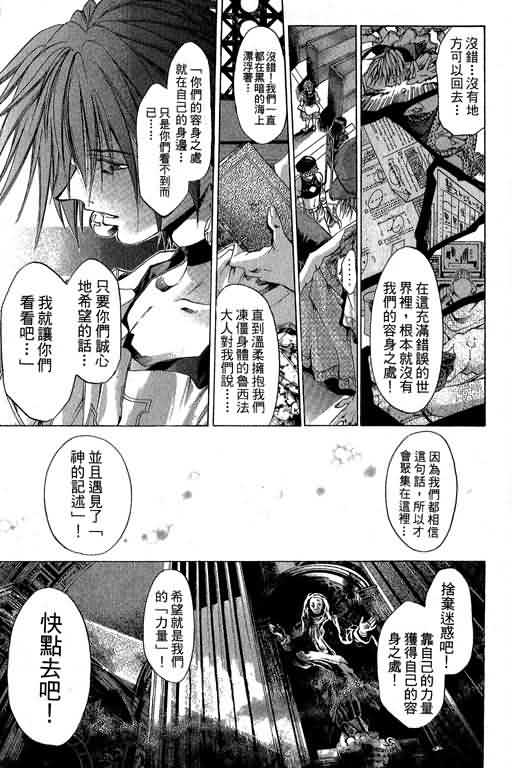 沒錯…沒有地
方可以回去…
在這充滿錯誤的世
界裡，根本就沒有
我們的容身之處！
沒錯！我們一直
都在黑暗的海上
漂浮著…
直到溫柔擁抱我們
凍僵身體的魯西法
大人對我們說……
「你們的容身之處
就在自己的身邊…
只是你們看不到而
已……
只要你們誠心
地希望的話…
我就讓你們
看看吧…」
因為我們都相信
這句話，所以才
會聚集在這裡…
並且遇見了「
神的記述」！
捨棄迷惑吧！
靠自己的力量
獲得自己的容
身之處！
希望就是我們
的「力量」！
快點去吧！